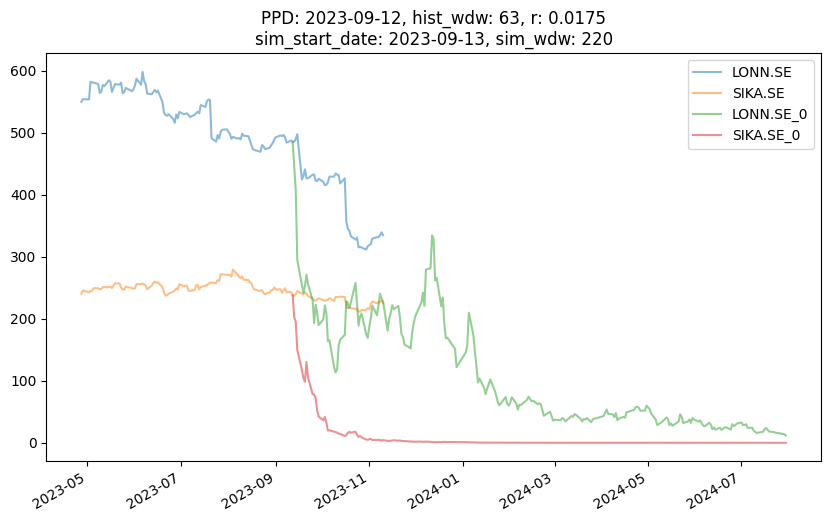 PPD: 2023-09-12, hist_wdw: 63, r: 0.0175
sim_start_date: 2023-09-13, sim_wdw: 220
LONN.SE
SIKA.SE
LONN.SE_0
SIKA.SE_0
600
500
400
300
200
100
0
2023-05
2023-07
2023-09
2023-11
2024-01
2024-03
2024-05
2024-07